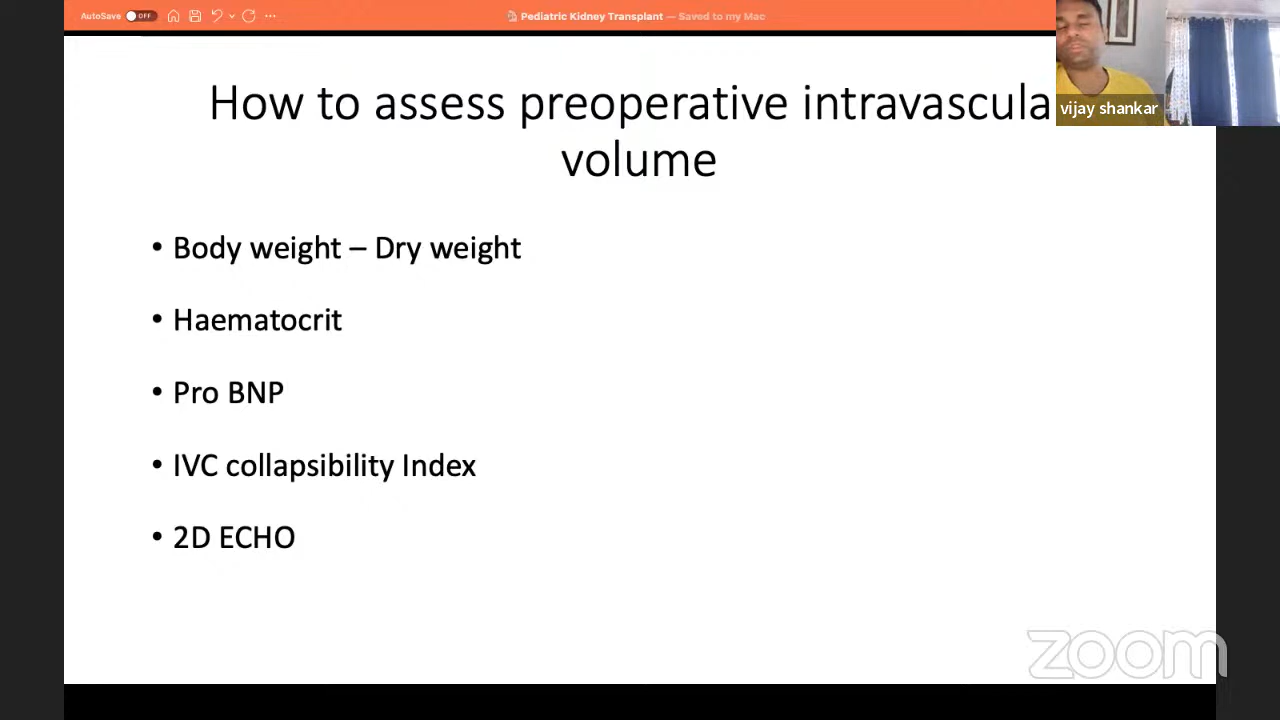 AutoSave OFF
Pediatric Kidney Transplant — Saved to my Mac
How to assess preoperative intravascula
volume
vijay shankar
• Body weight – Dry weight
• Haematocrit
• Pro BNP
• IVC collapsibility Index
• 2D ECHO
zoom